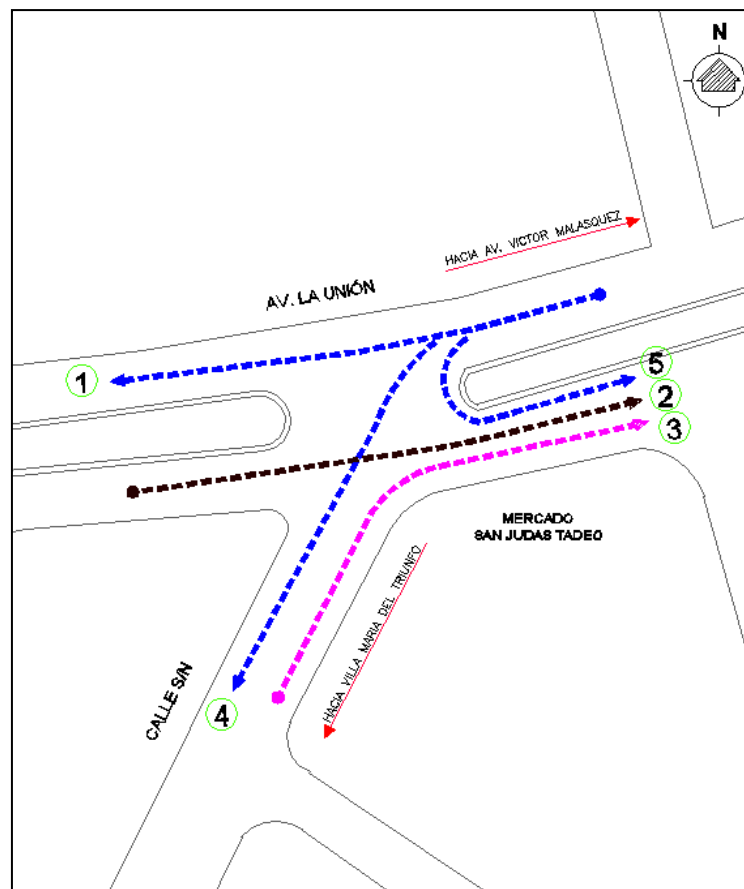 N
HACIA AV. VICTOR MALASQUEZ
AV. LA UNIÓN
1
5
2
3
MERCADO
SAN JUDAS TADEO
HACIA VILLA MARIA DEL TRIUNFO
CALLE S/N
4